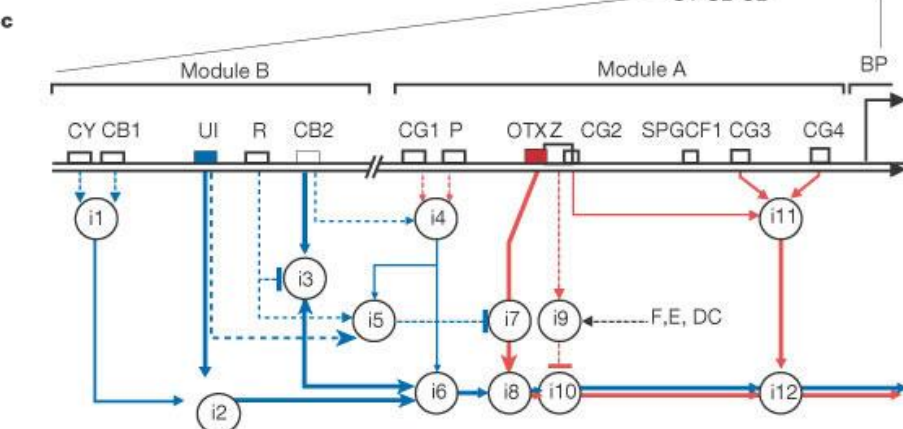 c
Module B
Module A
BP
CY CB1 UI R CB2 CG1 P OTX Z CG2 SPGCF1 CG3 CG4
i1 i4 i11
i3
i5 i7 i9 F,E, DC
i2 i6 i8 i10 i12